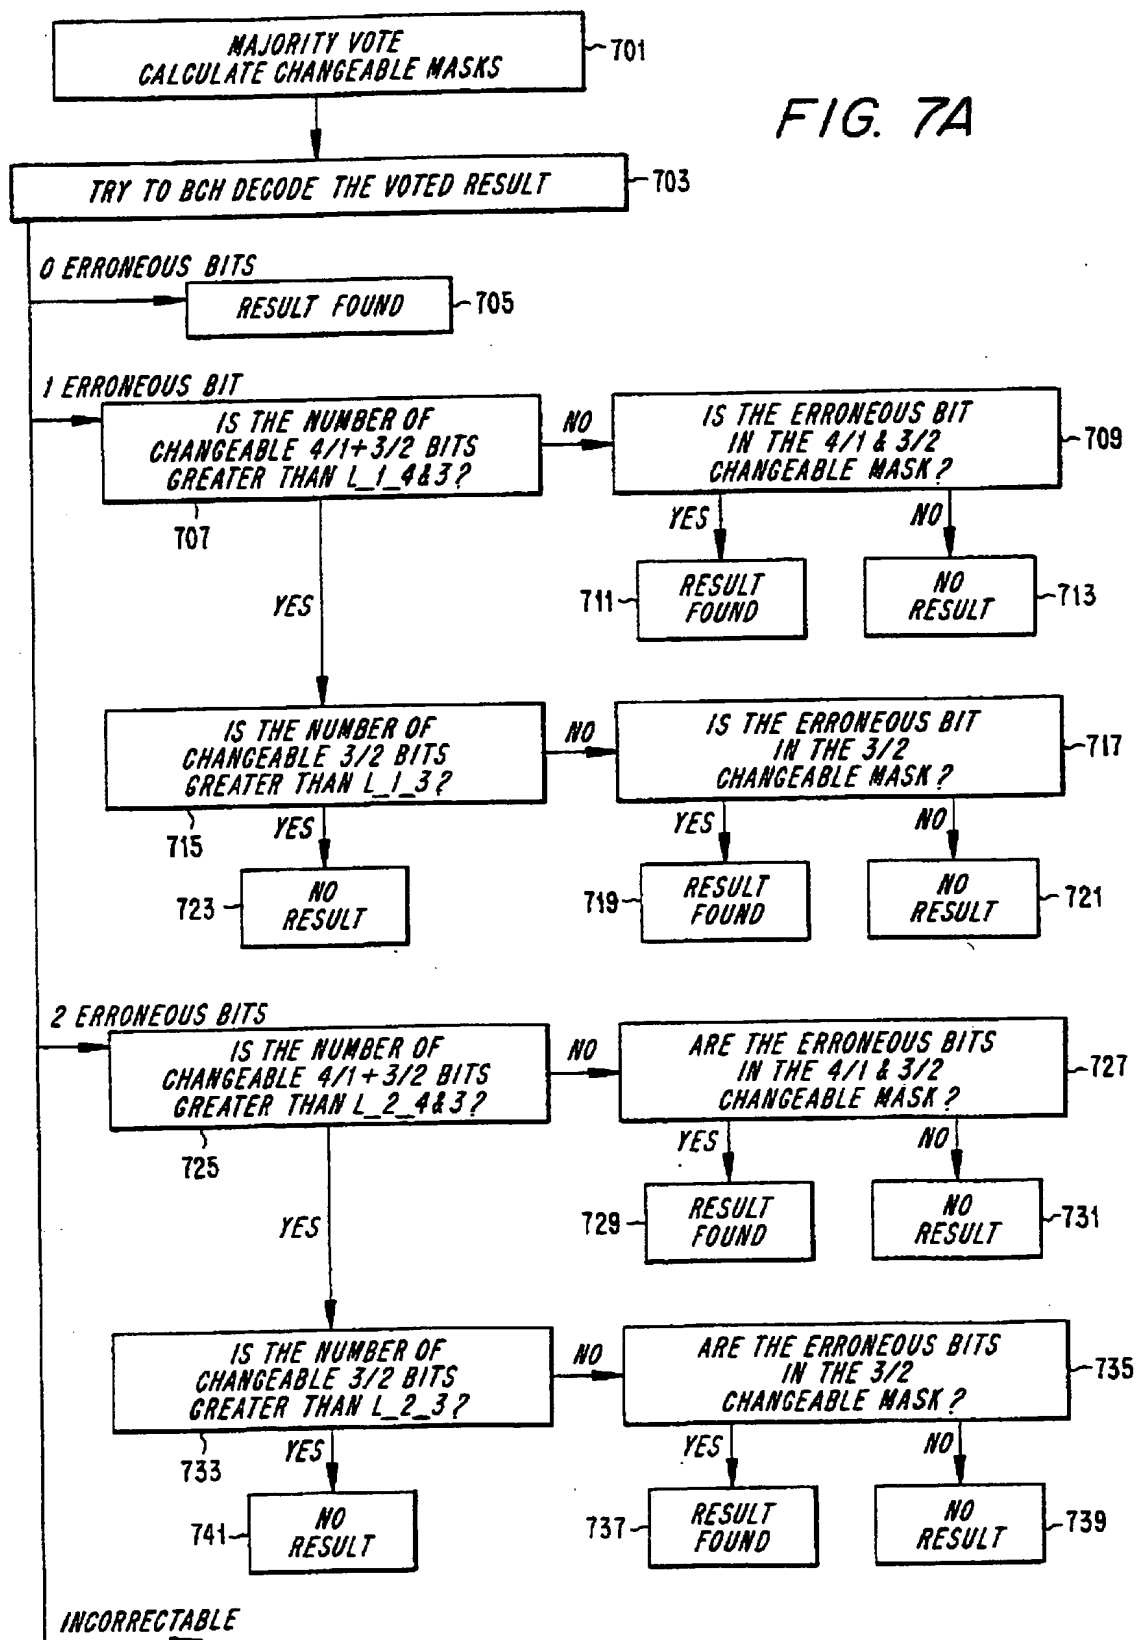 MAJORITY VOTE
CALCULATE CHANGEABLE MASKS
701
FIG. 7A
TRY TO BCH DECODE THE VOTED RESULT
703
0 ERRONEOUS BITS
RESULT FOUND
705
1 ERRONEOUS BIT
IS THE NUMBER OF
CHANGEABLE 4/1+3/2 BITS
GREATER THAN L_1_4&3?
707
NO
IS THE ERRONEOUS BIT
IN THE 4/1 & 3/2
CHANGEABLE MASK?
709
YES
NO
711
RESULT
FOUND
NO
RESULT
713
YES
IS THE NUMBER OF
CHANGEABLE 3/2 BITS
GREATER THAN L_1_3?
715
NO
IS THE ERRONEOUS BIT
IN THE 3/2
CHANGEABLE MASK?
717
YES
YES
NO
723
NO
RESULT
719
RESULT
FOUND
NO
RESULT
721
2 ERRONEOUS BITS
IS THE NUMBER OF
CHANGEABLE 4/1+3/2 BITS
GREATER THAN L_2_4&3?
725
NO
ARE THE ERRONEOUS BITS
IN THE 4/1 & 3/2
CHANGEABLE MASK?
727
YES
NO
729
RESULT
FOUND
NO
RESULT
731
YES
IS THE NUMBER OF
CHANGEABLE 3/2 BITS
GREATER THAN L_2_3?
733
NO
ARE THE ERRONEOUS BITS
IN THE 3/2
CHANGEABLE MASK?
735
YES
YES
NO
741
NO
RESULT
737
RESULT
FOUND
NO
RESULT
739
INCORRECTABLE